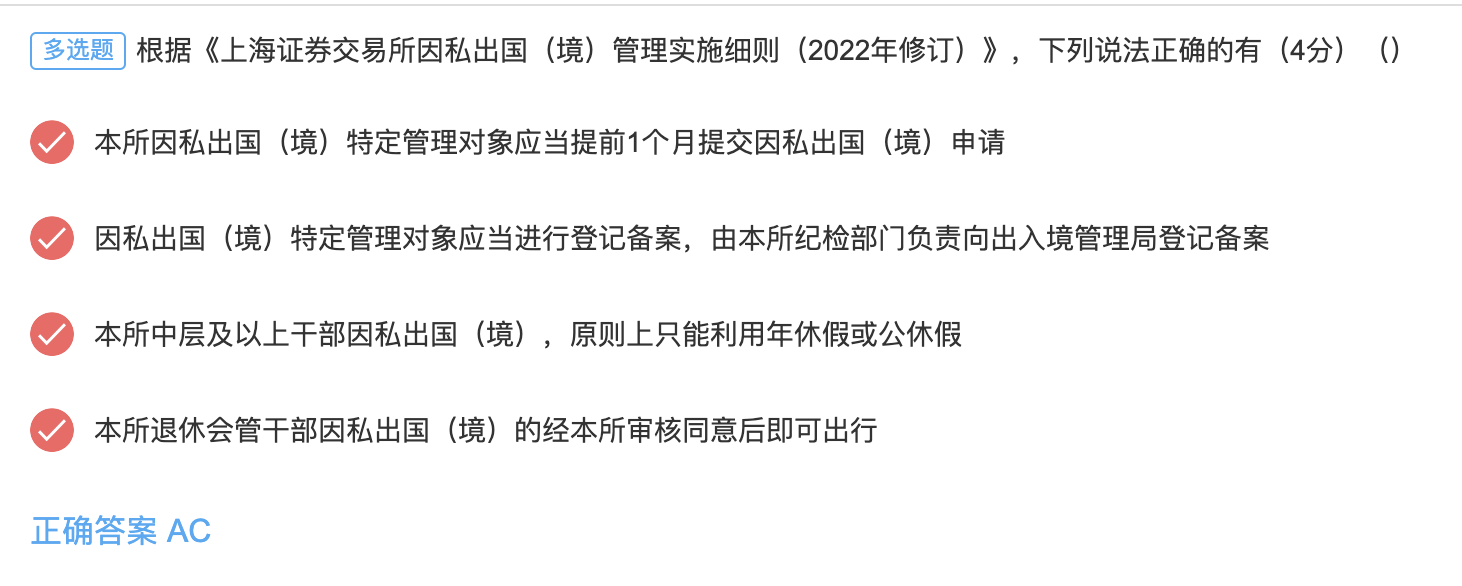 多选题 根据《上海证券交易所因私出国（境）管理实施细则（2022年修订）》，下列说法正确的有（4分）（）
本所因私出国（境）特定管理对象应当提前1个月提交因私出国（境）申请
因私出国（境）特定管理对象应当进行登记备案，由本所纪检部门负责向出入境管理局登记备案
本所中层及以上干部因私出国（境），原则上只能利用年休假或公休假
本所退休会管干部因私出国（境）的经本所审核同意后即可出行
正确答案 AC